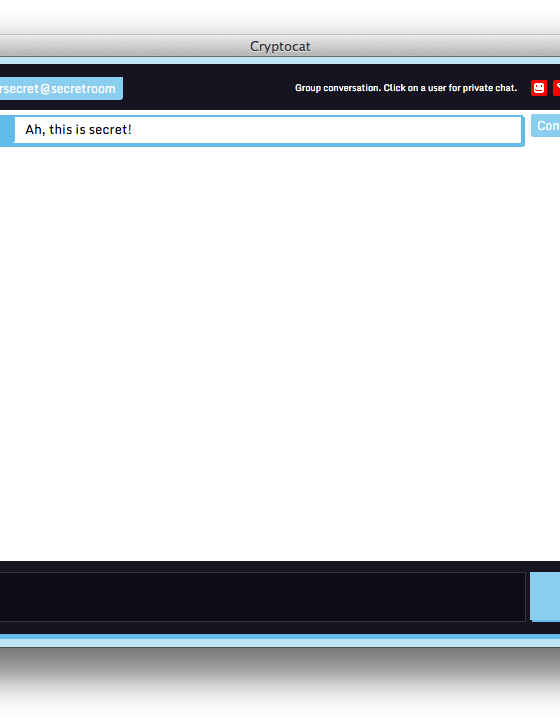 Cryptocat
rsecret@secretroom
Group conversation. Click on a user for private chat.
Ah, this is secret!
Con